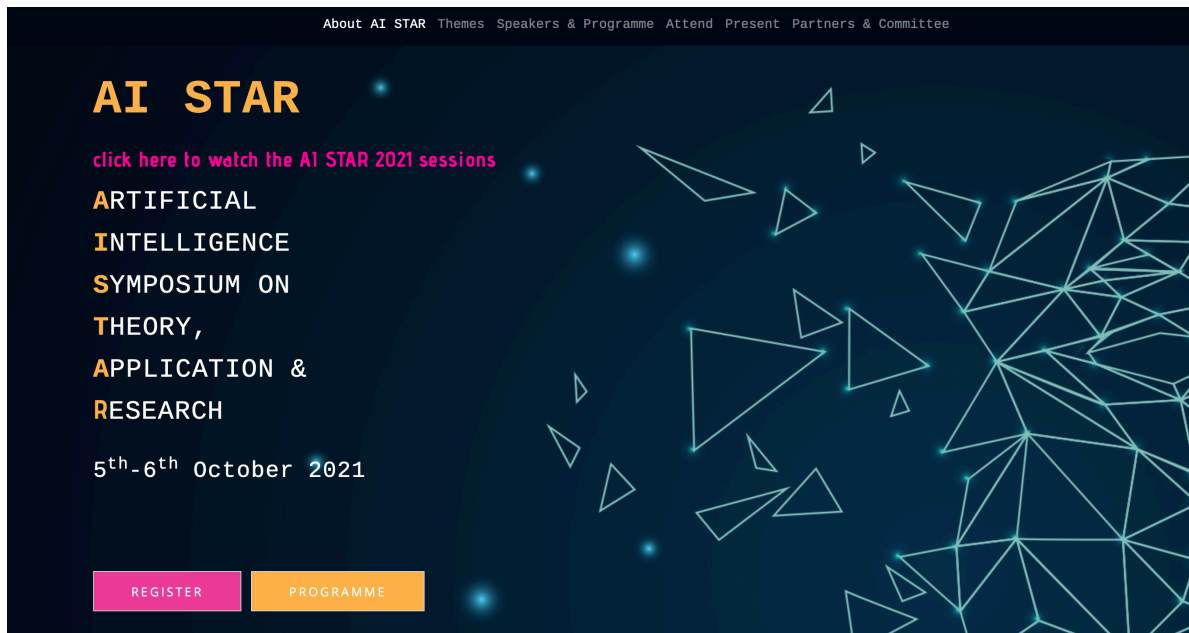 About AI STAR Themes Speakers & Programme Attend Present Partners & Committee
AI STAR
click here to watch the AI STAR 2021 sessions
ARTIFICIAL
INTELLIGENCE
SYMPOSIUM ON
THEORY,
APPLICATION &
RESEARCH
5th-6th October 2021
REGISTER PROGRAMME